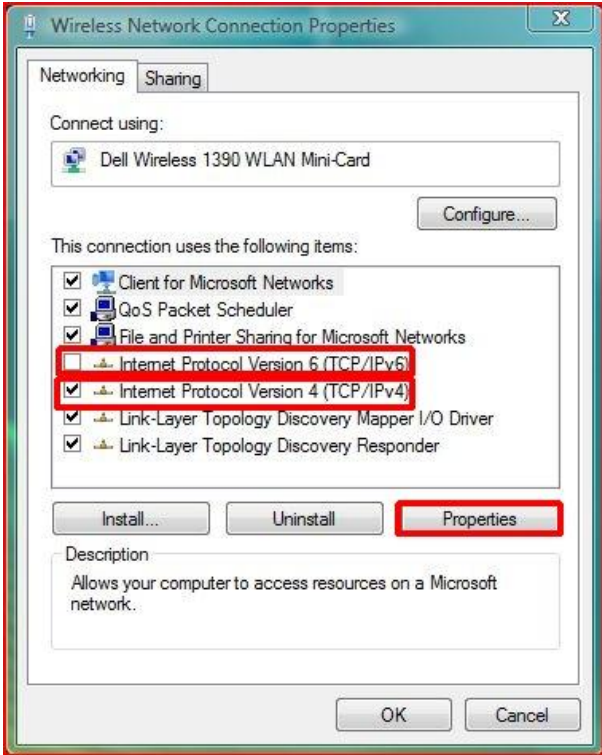 Wireless Network Connection Properties
Networking Sharing
Connect using:
Dell Wireless 1390 WLAN Mini-Card
Configure...
This connection uses the following items:
Client for Microsoft Networks
QoS Packet Scheduler
File and Printer Sharing for Microsoft Networks
Internet Protocol Version 6 (TCP/IPv6)
Internet Protocol Version 4 (TCP/IPv4)
Link-Layer Topology Discovery Mapper I/O Driver
Link-Layer Topology Discovery Responder
Install... Uninstall Properties
Description
Allows your computer to access resources on a Microsoft
network.
OK Cancel